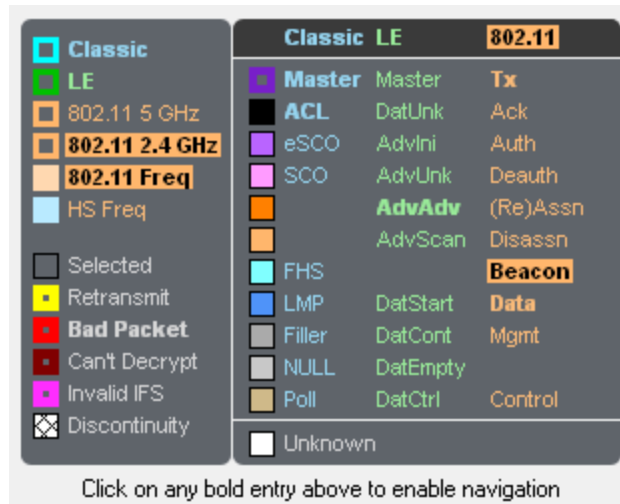 Classic
LE
802.11 5 GHz
802.11 2.4 GHz
802.11 Freq
HS Freq
Selected
Retransmit
Bad Packet
Can't Decrypt
Invalid IFS
Discontinuity
Classic LE 802.11
Master Master Tx
ACL DatUnk Ack
eSCO AdvIni Auth
SCO AdvUnk Deauth
AdvAdv (Re)Assn
AdvScan Disassn
FHS Beacon
LMP DatStart Data
Filler DatCont Mgmt
NULL DatEmpty
Poll DatCtrl Control
Unknown
Click on any bold entry above to enable navigation